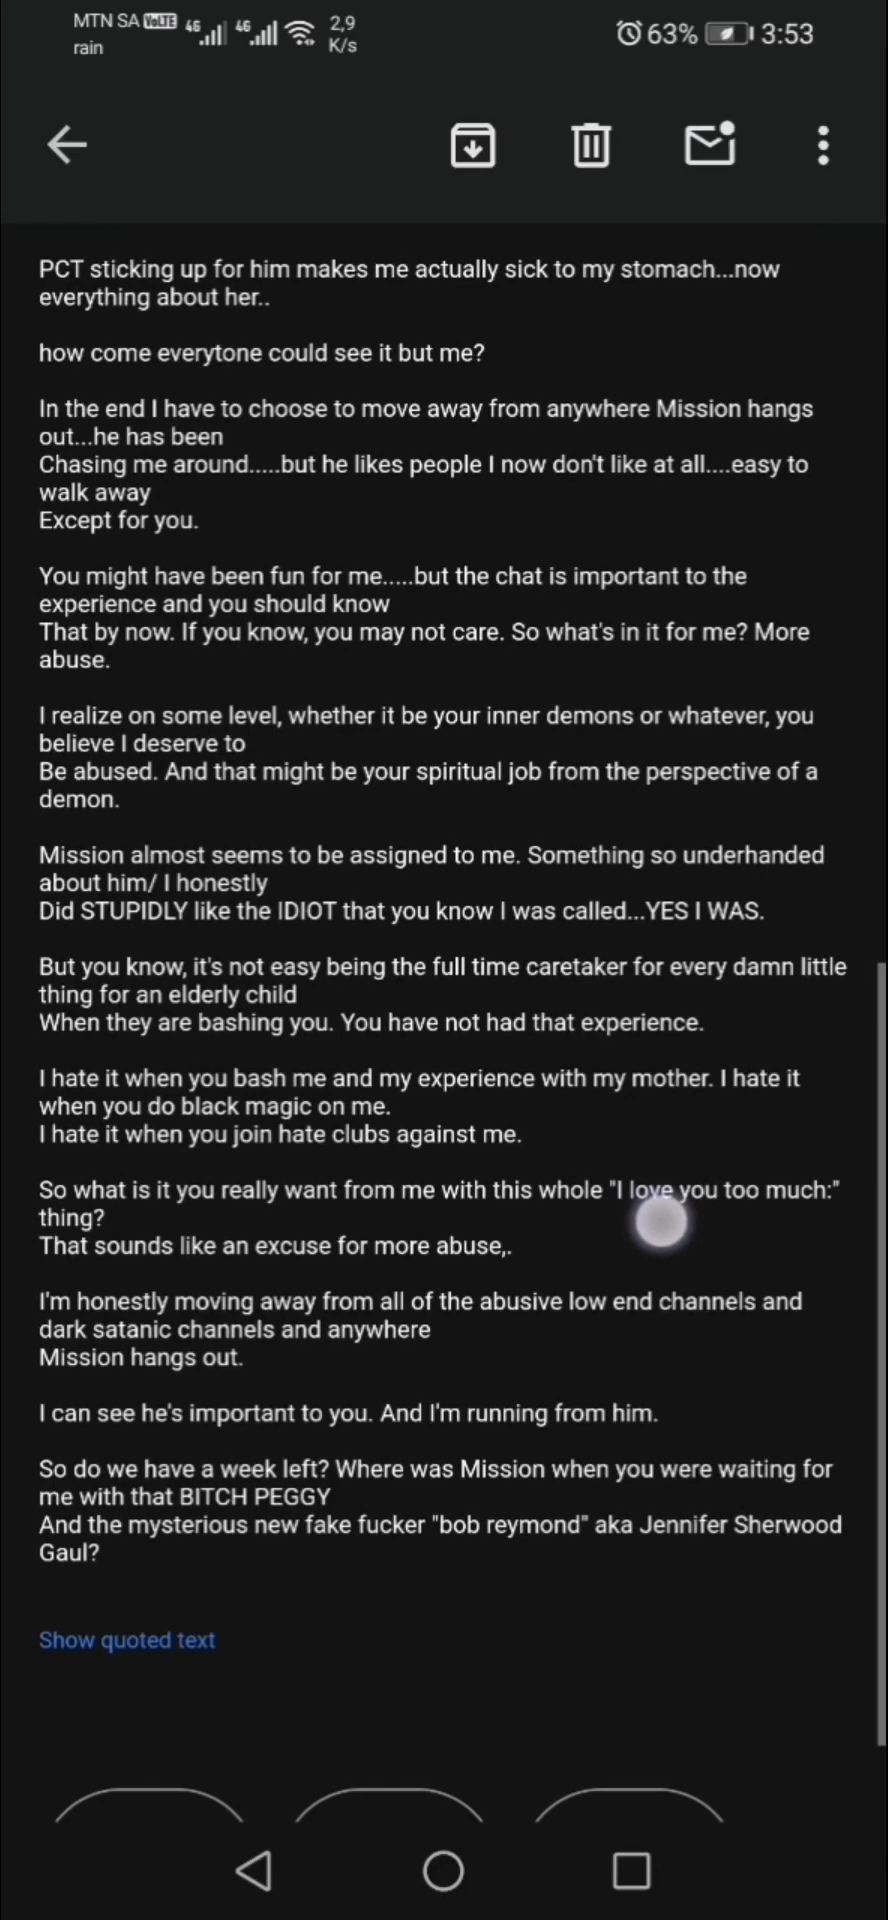 MTN SA VoLTE 4G 4G 2,9
rain K/s
63% 3:53
PCT sticking up for him makes me actually sick to my stomach...now
everything about her..
how come everytone could see it but me?
In the end I have to choose to move away from anywhere Mission hangs
out...he has been
Chasing me around.....but he likes people I now don't like at all....easy to
walk away
Except for you.
You might have been fun for me.....but the chat is important to the
experience and you should know
That by now. If you know, you may not care. So what's in it for me? More
abuse.
I realize on some level, whether it be your inner demons or whatever, you
believe I deserve to
Be abused. And that might be your spiritual job from the perspective of a
demon.
Mission almost seems to be assigned to me. Something so underhanded
about him/ I honestly
Did STUPIDLY like the IDIOT that you know I was called...YES I WAS.
But you know, it's not easy being the full time caretaker for every damn little
thing for an elderly child
When they are bashing you. You have not had that experience.
I hate it when you bash me and my experience with my mother. I hate it
when you do black magic on me.
I hate it when you join hate clubs against me.
So what is it you really want from me with this whole "I love you too much:"
thing?
That sounds like an excuse for more abuse,.
I'm honestly moving away from all of the abusive low end channels and
dark satanic channels and anywhere
Mission hangs out.
I can see he's important to you. And I'm running from him.
So do we have a week left? Where was Mission when you were waiting for
me with that BITCH PEGGY
And the mysterious new fake fucker "bob reymond" aka Jennifer Sherwood
Gaul?
Show quoted text